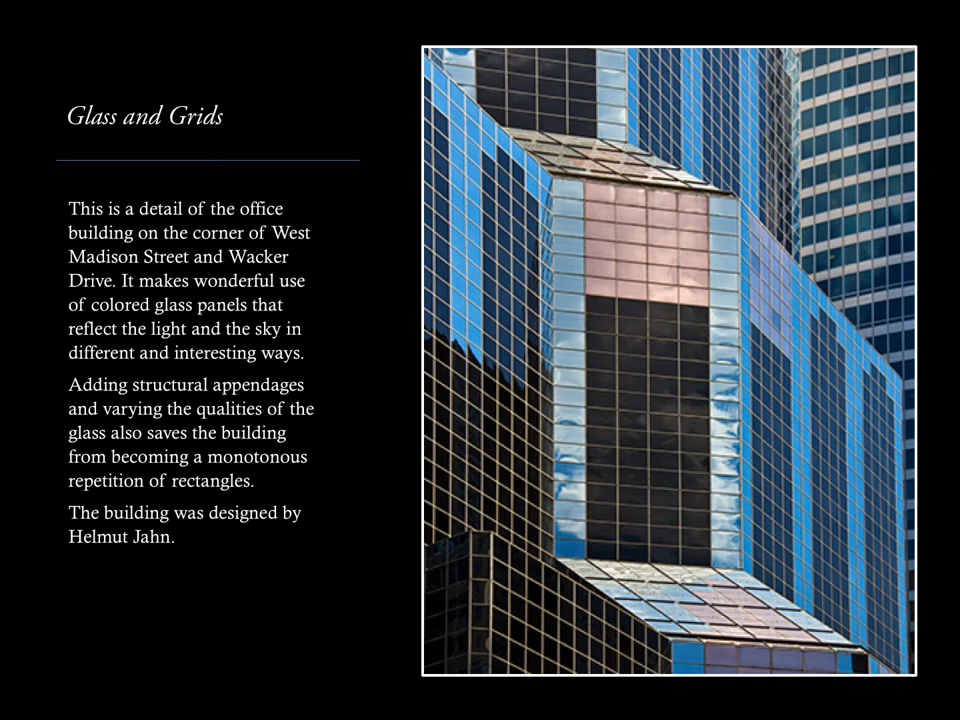 Glass and Grids
This is a detail of the office
building on the corner of West
Madison Street and Wacker
Drive. It makes wonderful use
of colored glass panels that
reflect the light and the sky in
different and interesting ways.
Adding structural appendages
and varying the qualities of the
glass also saves the building
from becoming a monotonous
repetition of rectangles.
The building was designed by
Helmut Jahn.